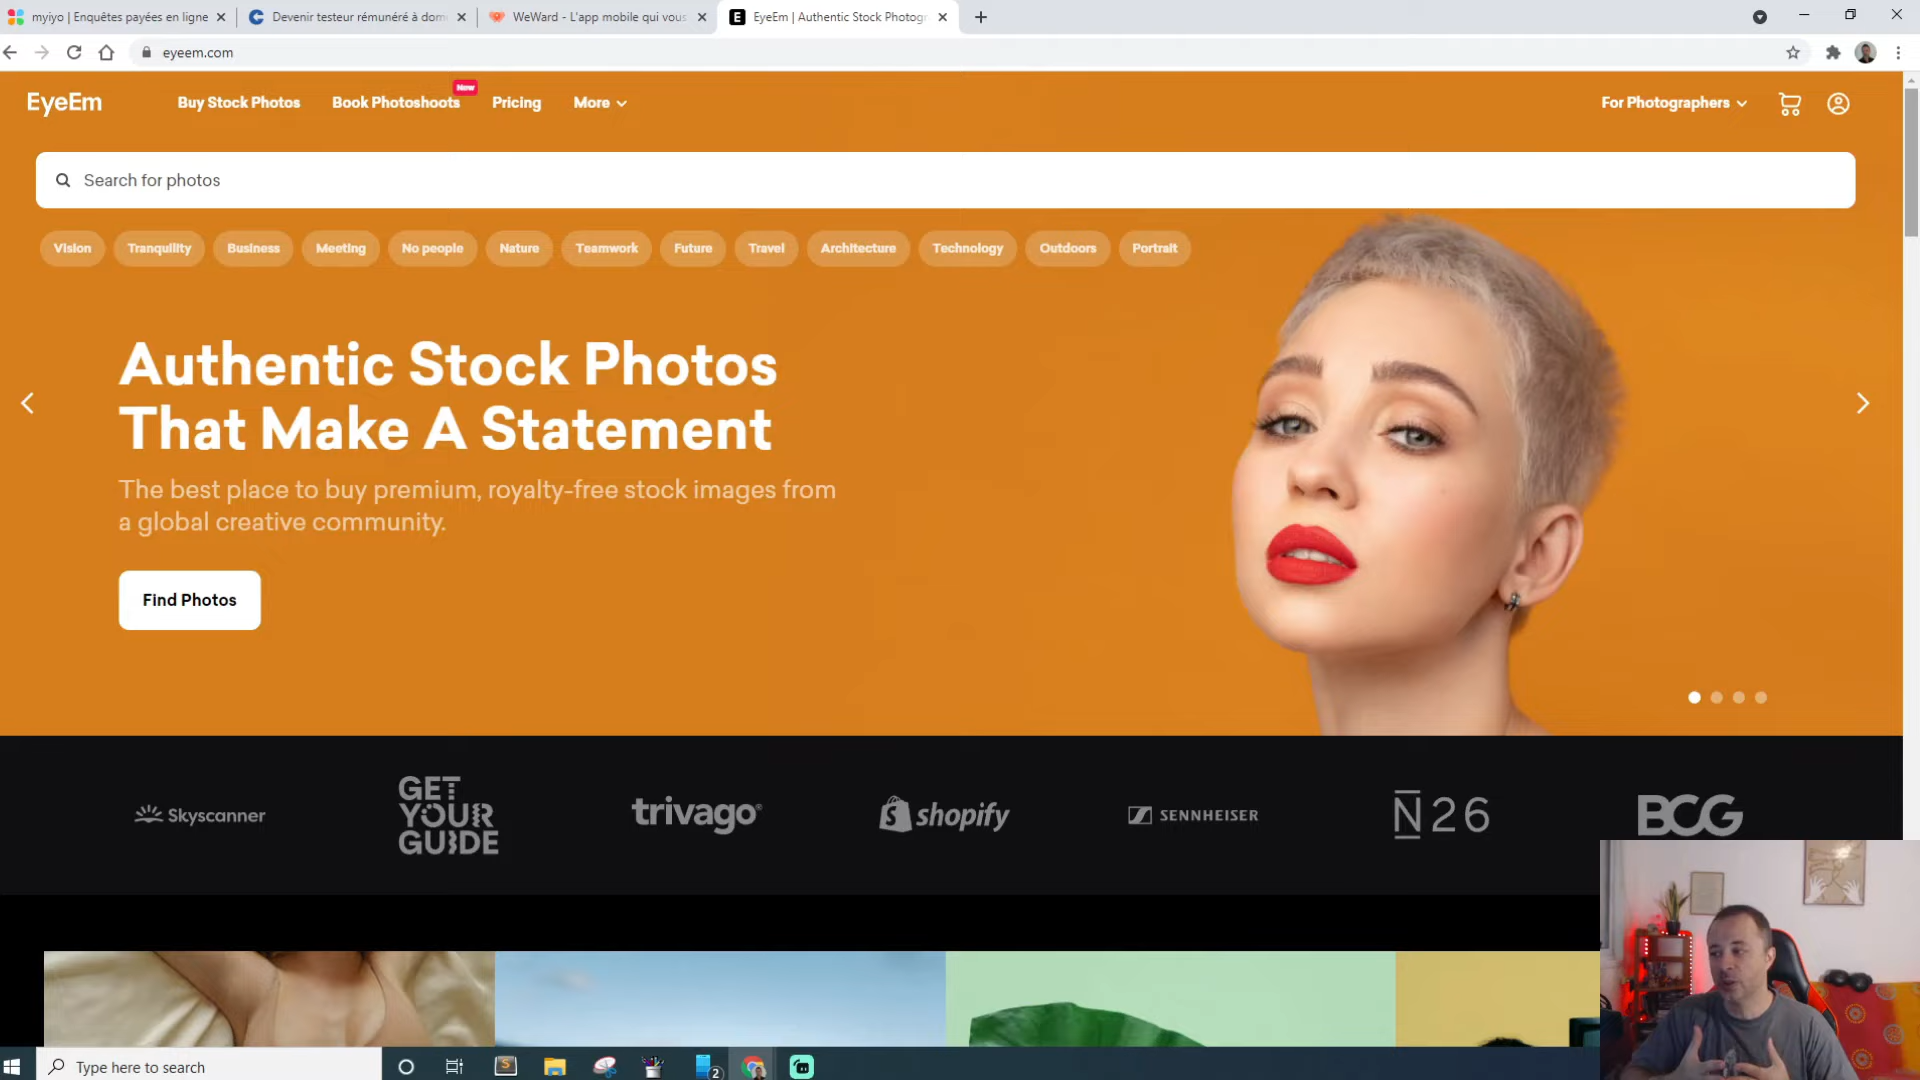 myiyo | Enquêtes payées en ligne
Devenir testeur rémunéré à dom
WeWard - L'app mobile qui vous
EyeEm | Authentic Stock Photogr
eyeem.com
EyeEm
Buy Stock Photos
Book Photoshoots
New
Pricing
More
For Photographers
Search for photos
Vision
Tranquility
Business
Meeting
No people
Nature
Teamwork
Future
Travel
Architecture
Technology
Outdoors
Portrait
Authentic Stock Photos
That Make A Statement
The best place to buy premium, royalty-free stock images from
a global creative community.
Find Photos
Skyscanner
GET
YOUR
GUIDE
trivago®
shopify
SENNHEISER
N26
BCG
Type here to search
2